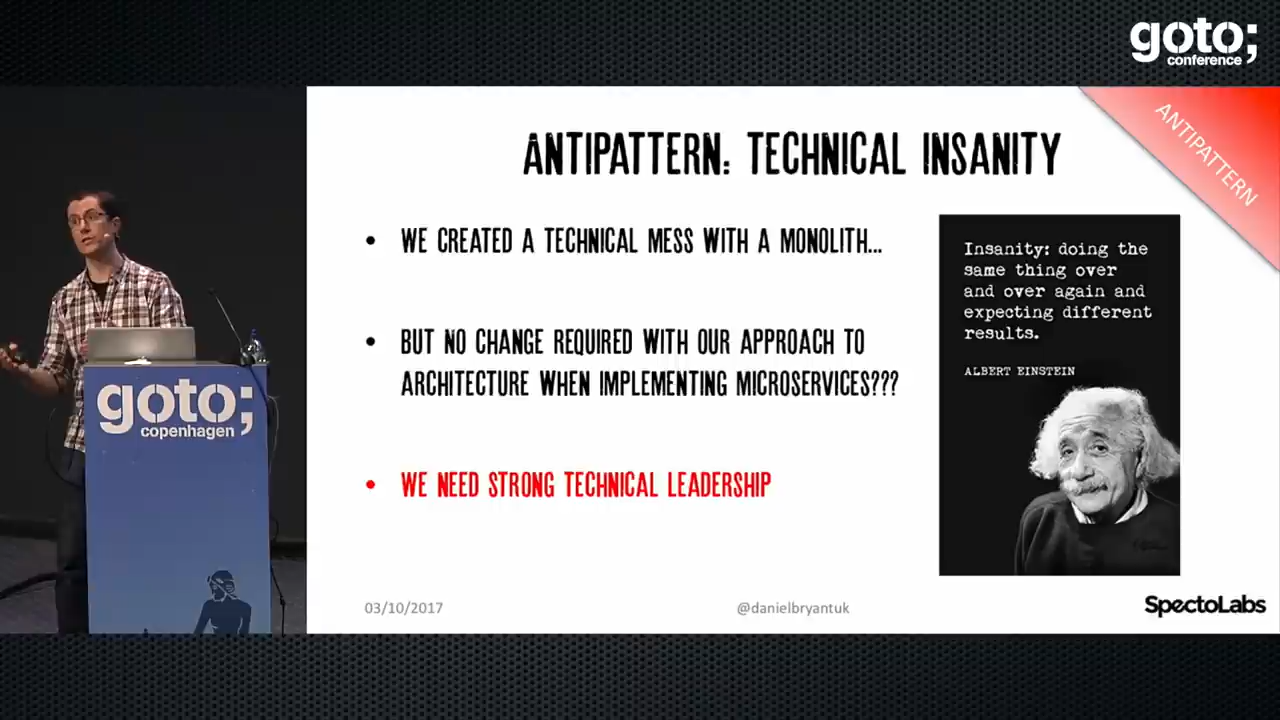 goto;
conference
ANTIPATTERN
ANTIPATTERN: TECHNICAL INSANITY
• WE CREATED A TECHNICAL MESS WITH A MONOLITH...
• BUT NO CHANGE REQUIRED WITH OUR APPROACH TO
ARCHITECTURE WHEN IMPLEMENTING MICROSERVICES???
• WE NEED STRONG TECHNICAL LEADERSHIP
Insanity: doing the
same thing over
and over again and
expecting different
results.
ALBERT EINSTEIN
03/10/2017
@danielbryantuk
SpectoLabs
goto;
copenhagen